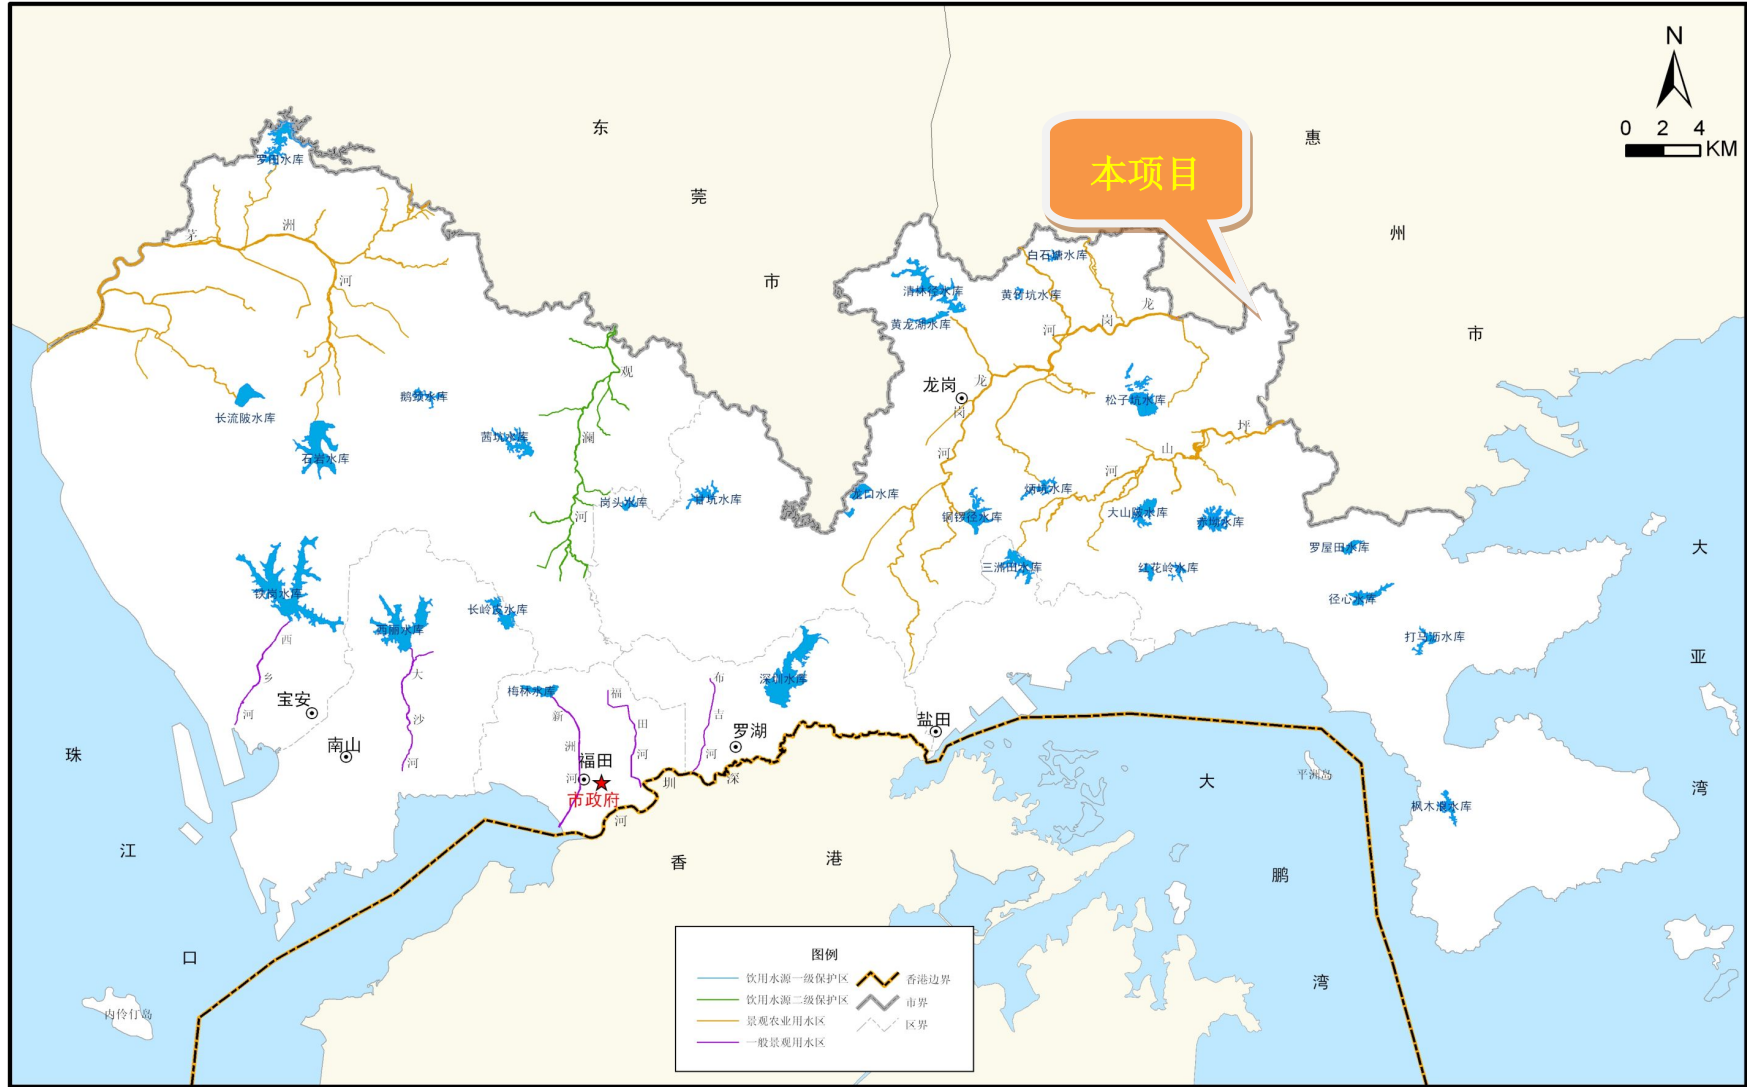 N
0 2 4
KM
东
莞
市
惠
州
市
本项目
罗田水库
茅
洲
河
长流陂水库
石岩水库
鹅颈水库
茜坑水库
观
澜
河
岗头水库
甘坑水库
铁岗水库
西丽水库
长岭皮水库
梅林水库
深圳水库
西
乡
河
大
沙
河
新
洲
河
福
田
河
布
吉
河
宝安
南山
福田
市政府
罗湖
盐田
深
圳
河
清林径水库
黄龙湖水库
白石塘水库
黄竹坑水库
龙
岗
河
龙岗
龙
岗
河
松子坑水库
坪
山
河
龙口水库
铜锣径水库
炳坑水库
大山陂水库
赤坳水库
三洲田水库
红花岭水库
罗屋田水库
径心水库
打马沥水库
枫木浪水库
平洲岛
内伶仃岛
珠
江
口
香
港
大
鹏
湾
大
亚
湾
图例
饮用水源一级保护区
饮用水源二级保护区
景观农业用水区
一般景观用水区
香港边界
市界
区界